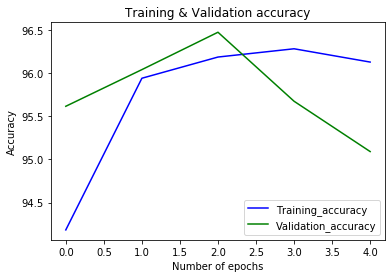 Training & Validation accuracy
Accuracy
96.5
96.0
95.5
95.0
94.5
0.0 0.5 1.0 1.5 2.0 2.5 3.0 3.5 4.0
Number of epochs
Training_accuracy
Validation_accuracy